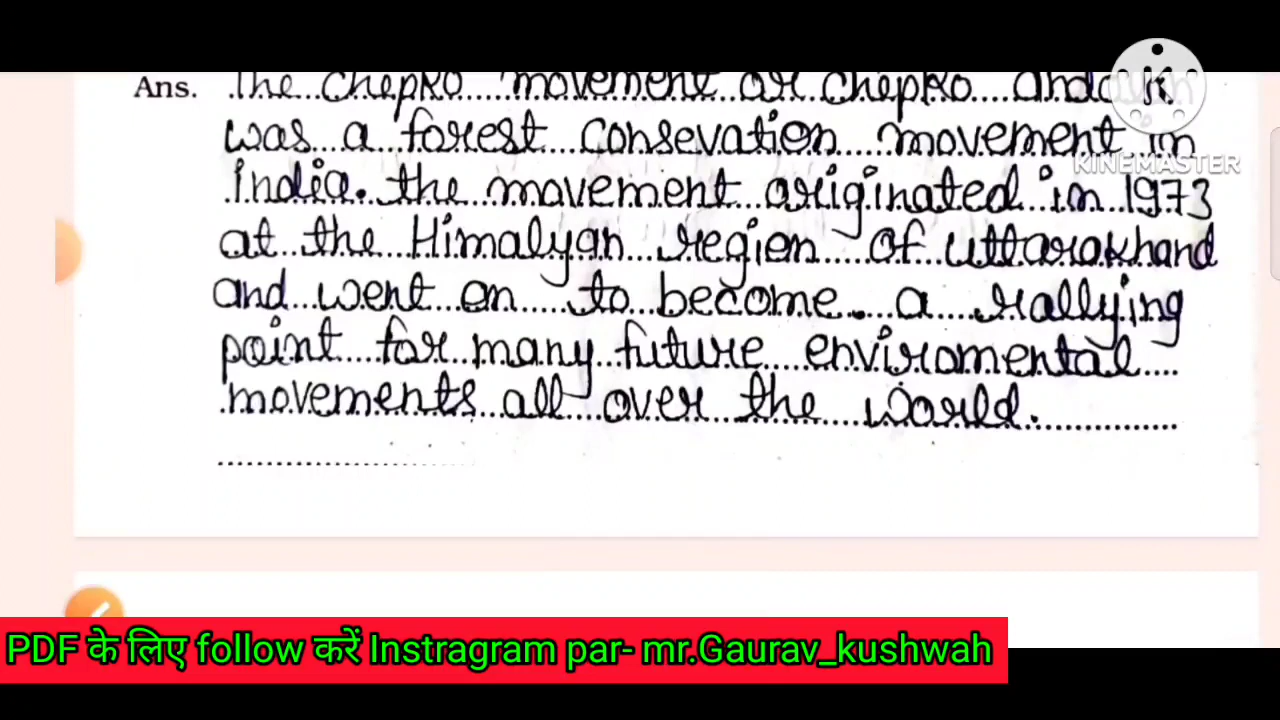 Ans. The Chepko movement or Chepko andolan
was a forest consevation movement in
KINEMASTER
India. the movement originated in 1973
at the Himalyan region of Uttarakhand
and went on to become. a rallying
point for many future enviromental
movements all over the world.
PDF के लिए follow करें Instragram par- mr.Gaurav_kushwah